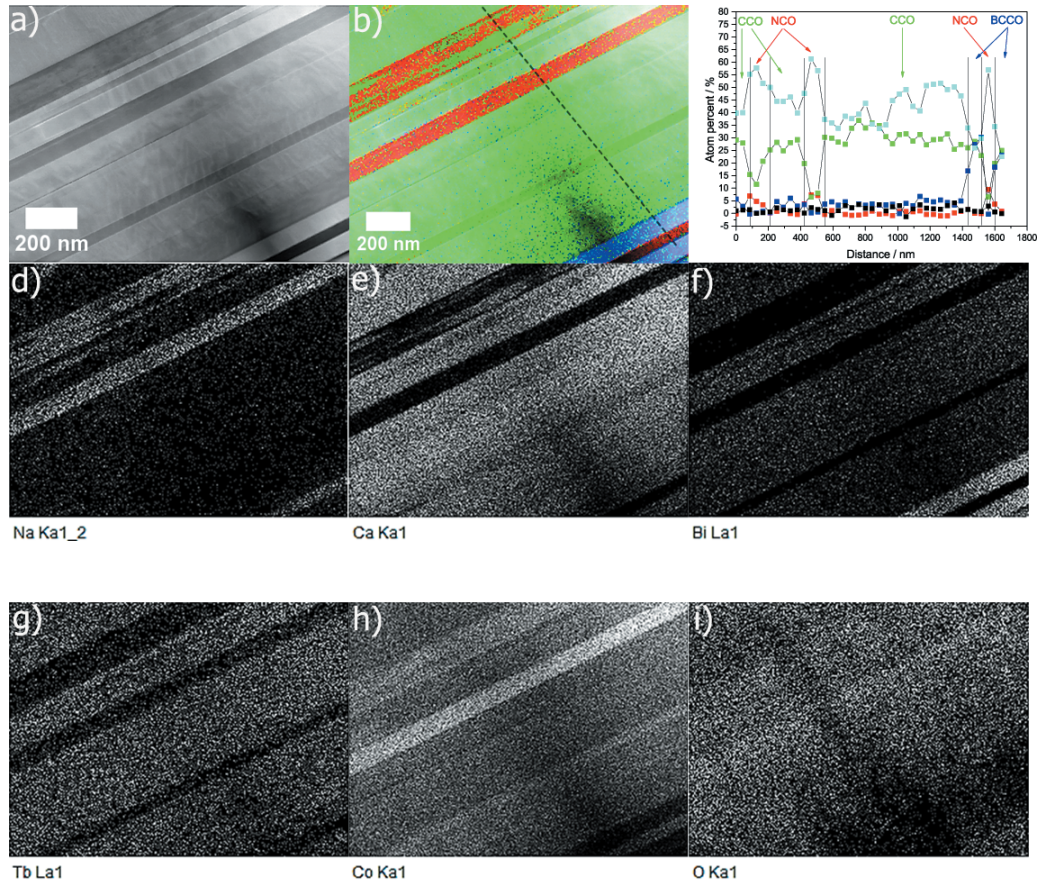 a)
200 nm
b)
200 nm
Atom percent / %
80
75
70
65
60
55
50
45
40
35
30
25
20
15
10
5
0
-5
CCO NCO CCO NCO BCCO
0 200 400 600 800 1000 1200 1400 1600 1800
Distance / nm
d)
Na Ka1_2
e)
Ca Ka1
f)
Bi La1
g)
Tb La1
h)
Co Ka1
i)
O Ka1